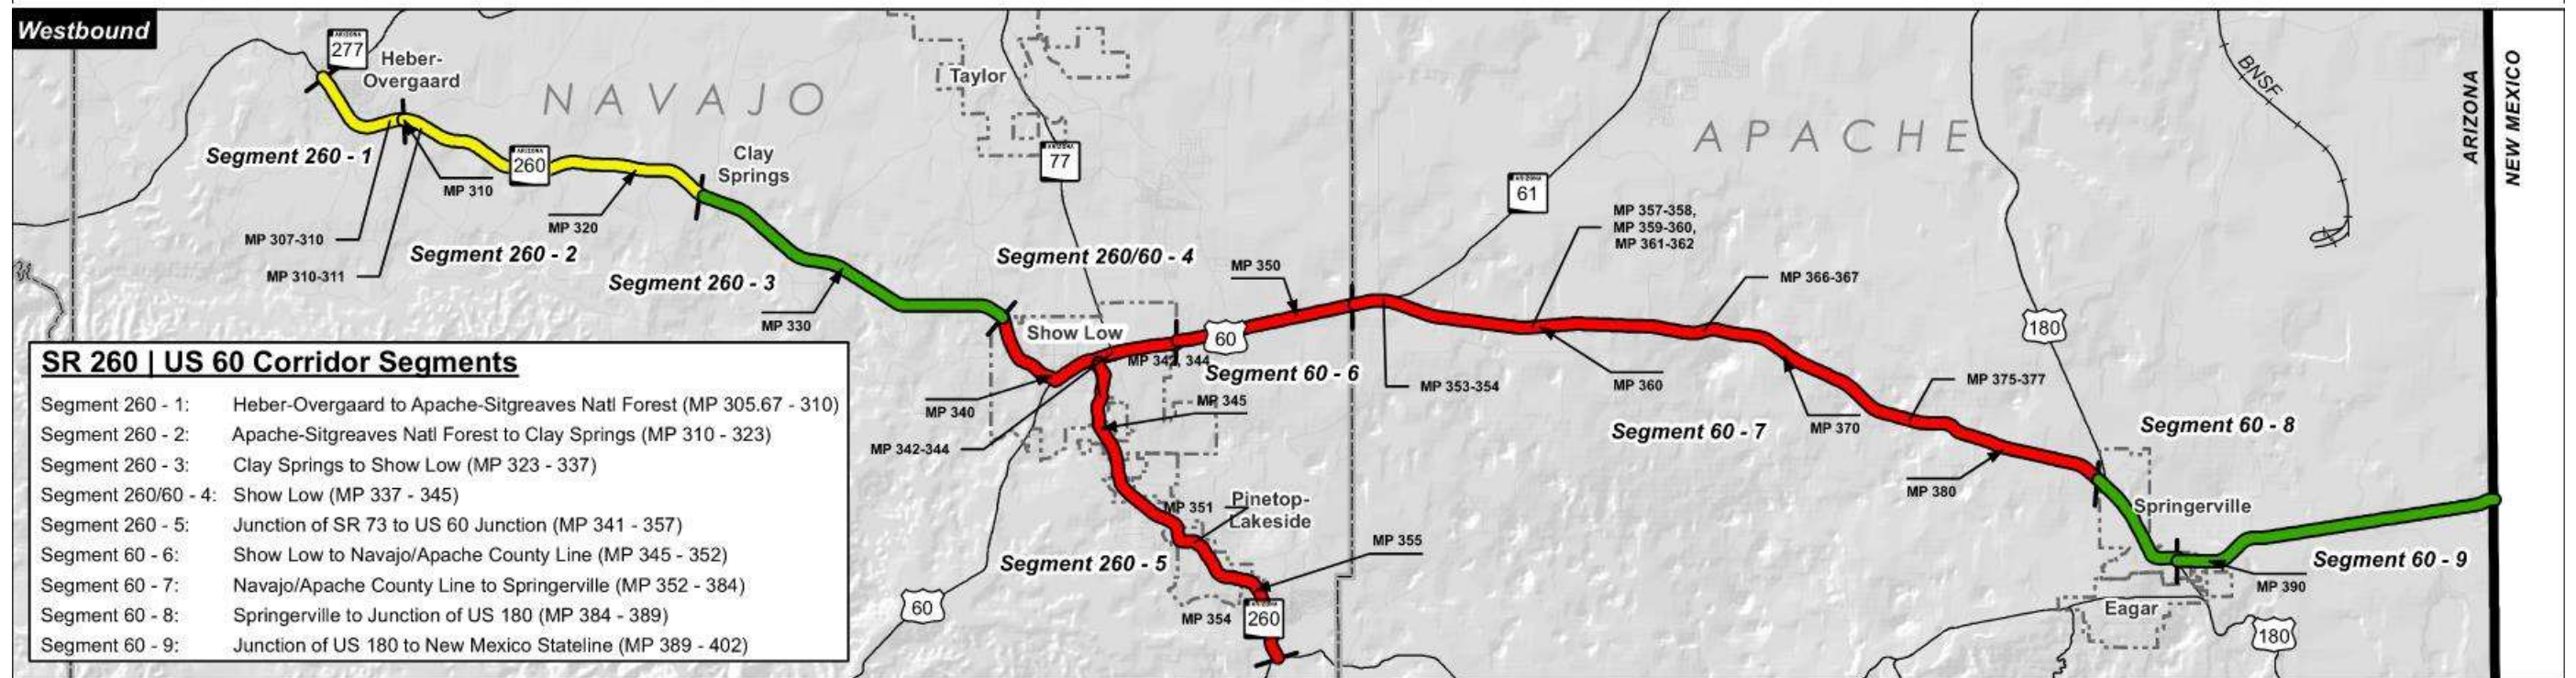 Westbound
ARIZONA
277
Heber-
Overgaard
NAVAJO
Taylor
APACHE
BNSF
ARIZONA
NEW MEXICO
Segment 260 - 1
ARIZONA
260
MP 310
Clay
Springs
ARIZONA
77
ARIZONA
61
MP 307-310
MP 310-311
Segment 260 - 2
MP 320
Segment 260 - 3
MP 330
Segment 260/60 - 4
MP 350
MP 357-358,
MP 359-360,
MP 361-362
MP 366-367
180
Show Low
60
MP 342, 344
Segment 60 - 6
MP 353-354
MP 360
MP 375-377
MP 340
MP 345
MP 342-344
Segment 60 - 7
MP 370
Segment 60 - 8
MP 380
MP 351
Pinetop-
Lakeside
Springerville
Segment 260 - 5
MP 355
Segment 60 - 9
MP 390
60
MP 354
ARIZONA
260
Eagar
180
SR 260 | US 60 Corridor Segments
Segment 260 - 1: Heber-Overgaard to Apache-Sitgreaves Natl Forest (MP 305.67 - 310)
Segment 260 - 2: Apache-Sitgreaves Natl Forest to Clay Springs (MP 310 - 323)
Segment 260 - 3: Clay Springs to Show Low (MP 323 - 337)
Segment 260/60 - 4: Show Low (MP 337 - 345)
Segment 260 - 5: Junction of SR 73 to US 60 Junction (MP 341 - 357)
Segment 60 - 6: Show Low to Navajo/Apache County Line (MP 345 - 352)
Segment 60 - 7: Navajo/Apache County Line to Springerville (MP 352 - 384)
Segment 60 - 8: Springerville to Junction of US 180 (MP 384 - 389)
Segment 60 - 9: Junction of US 180 to New Mexico Stateline (MP 389 - 402)